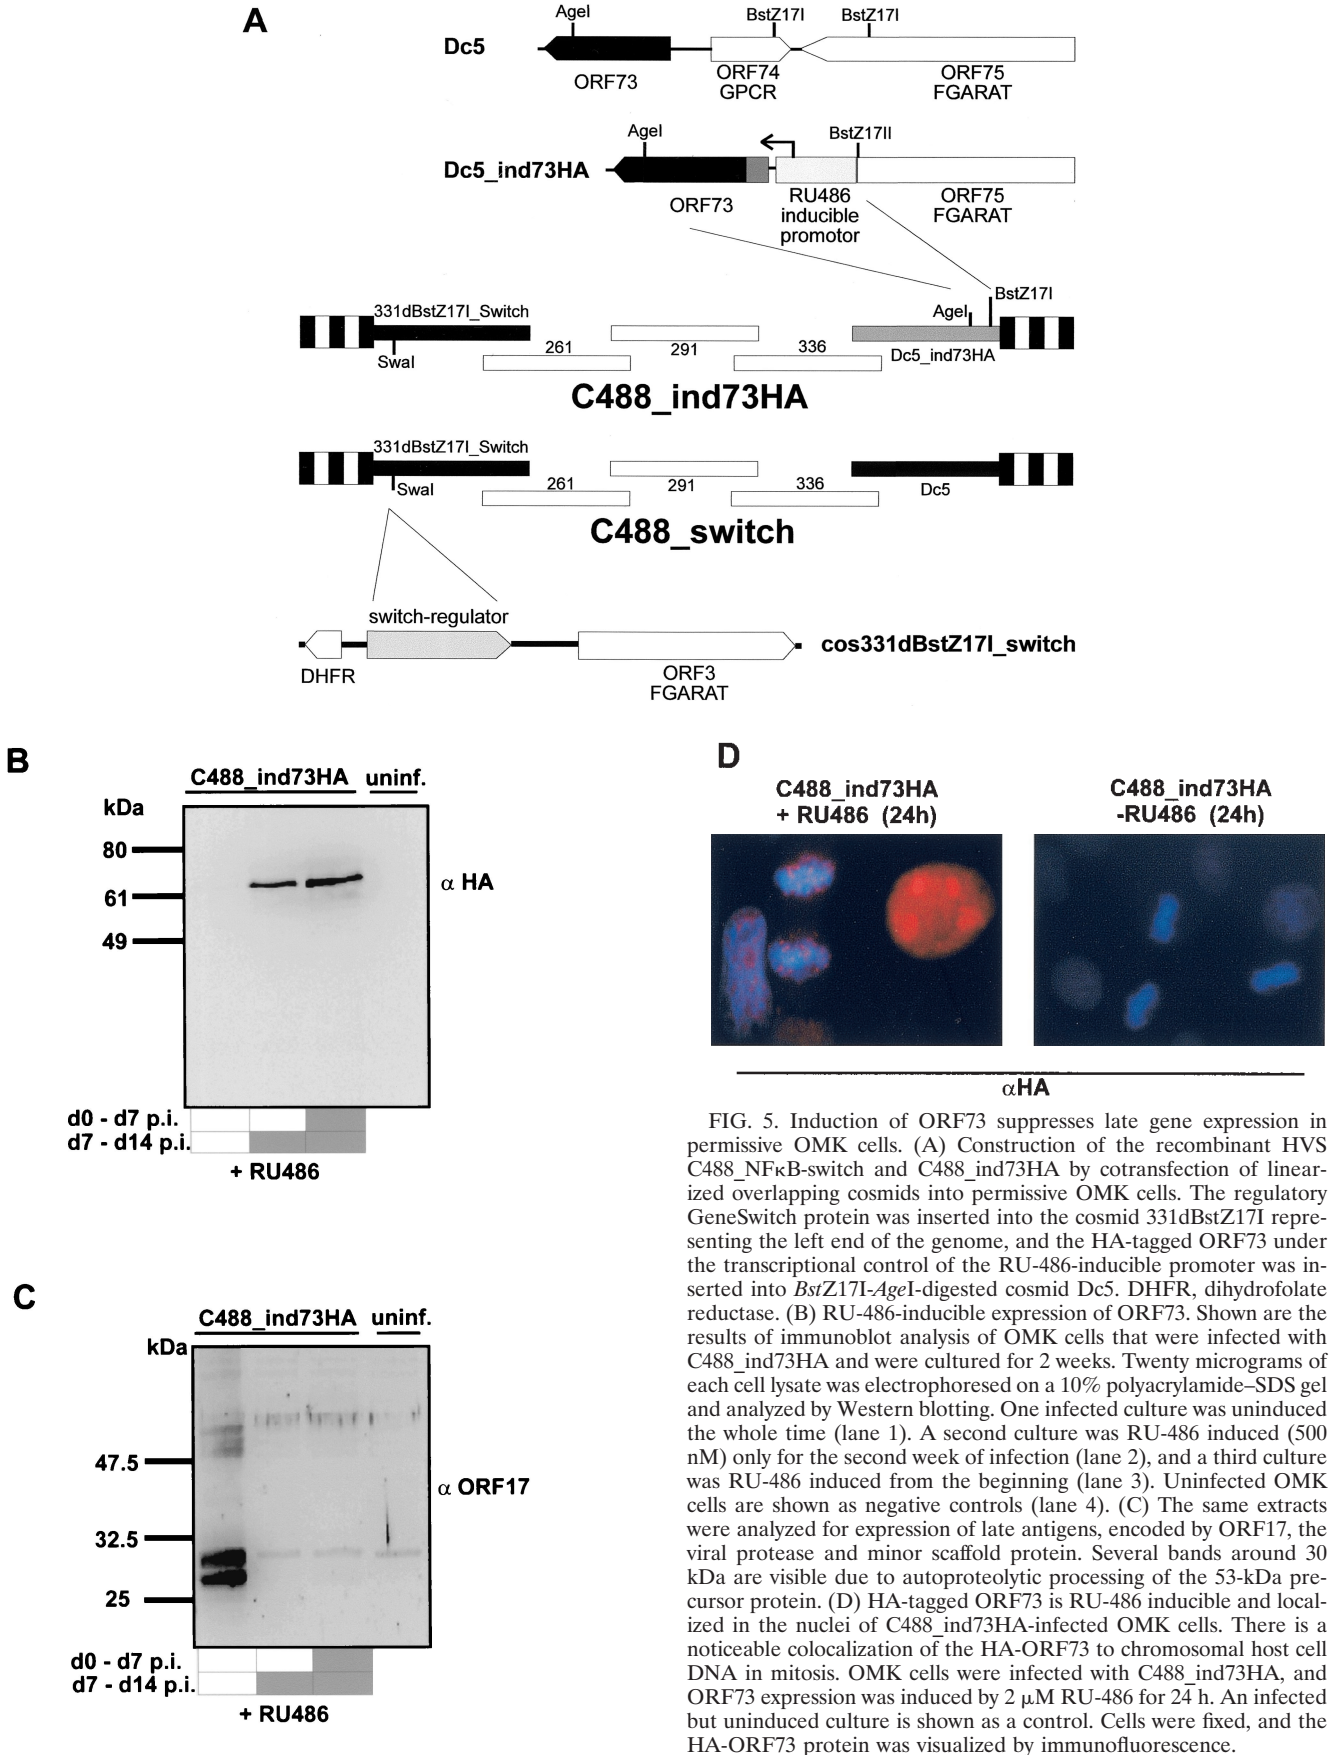 A
AgeI
BstZ17I
BstZ17I
Dc5
ORF73
ORF74
GPCR
ORF75
FGARAT
AgeI
BstZ17II
Dc5_ind73HA
ORF73
RU486
inducible
promotor
ORF75
FGARAT
331dBstZ17I_Switch
BstZ17I
AgeI
SwaI
261
291
336
Dc5_ind73HA
C488_ind73HA
331dBstZ17I_Switch
SwaI
261
291
336
Dc5
C488_switch
switch-regulator
cos331dBstZ17I_switch
DHFR
ORF3
FGARAT
B
C488_ind73HA uninf.
kDa
80
61
49
α HA
d0 - d7 p.i.
d7 - d14 p.i.
+ RU486
C
C488_ind73HA uninf.
kDa
47.5
32.5
25
α ORF17
d0 - d7 p.i.
d7 - d14 p.i.
+ RU486
D
C488_ind73HA
+ RU486 (24h)
C488_ind73HA
-RU486 (24h)
αHA
FIG. 5. Induction of ORF73 suppresses late gene expression in
permissive OMK cells. (A) Construction of the recombinant HVS
C488_NFκB-switch and C488_ind73HA by cotransfection of linear-
ized overlapping cosmids into permissive OMK cells. The regulatory
GeneSwitch protein was inserted into the cosmid 331dBstZ17I repre-
senting the left end of the genome, and the HA-tagged ORF73 under
the transcriptional control of the RU-486-inducible promoter was in-
serted into BstZ17I-AgeI-digested cosmid Dc5. DHFR, dihydrofolate
reductase. (B) RU-486-inducible expression of ORF73. Shown are the
results of immunoblot analysis of OMK cells that were infected with
C488_ind73HA and were cultured for 2 weeks. Twenty micrograms of
each cell lysate was electrophoresed on a 10% polyacrylamide–SDS gel
and analyzed by Western blotting. One infected culture was uninduced
the whole time (lane 1). A second culture was RU-486 induced (500
nM) only for the second week of infection (lane 2), and a third culture
was RU-486 induced from the beginning (lane 3). Uninfected OMK
cells are shown as negative controls (lane 4). (C) The same extracts
were analyzed for expression of late antigens, encoded by ORF17, the
viral protease and minor scaffold protein. Several bands around 30
kDa are visible due to autoproteolytic processing of the 53-kDa pre-
cursor protein. (D) HA-tagged ORF73 is RU-486 inducible and local-
ized in the nuclei of C488_ind73HA-infected OMK cells. There is a
noticeable colocalization of the HA-ORF73 to chromosomal host cell
DNA in mitosis. OMK cells were infected with C488_ind73HA, and
ORF73 expression was induced by 2 μM RU-486 for 24 h. An infected
but uninduced culture is shown as a control. Cells were fixed, and the
HA-ORF73 protein was visualized by immunofluorescence.